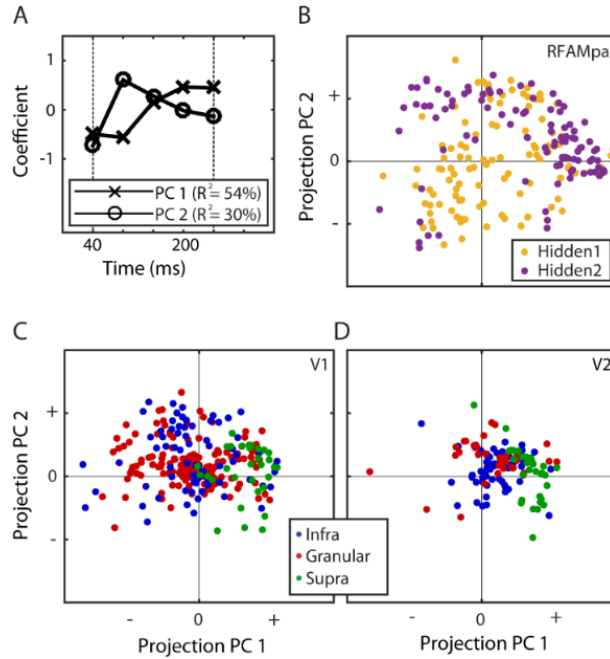 A
Coefficient
1
0
-1
PC 1 (R²= 54%)
PC 2 (R²= 30%)
40
200
Time (ms)
B
RFAMpa
Projection PC 2
+
0
-
Hidden1
Hidden2
C
V1
Projection PC 2
+
0
-
Infra
Granular
Supra
-
0
+
Projection PC 1
D
V2
-
0
+
Projection PC 1